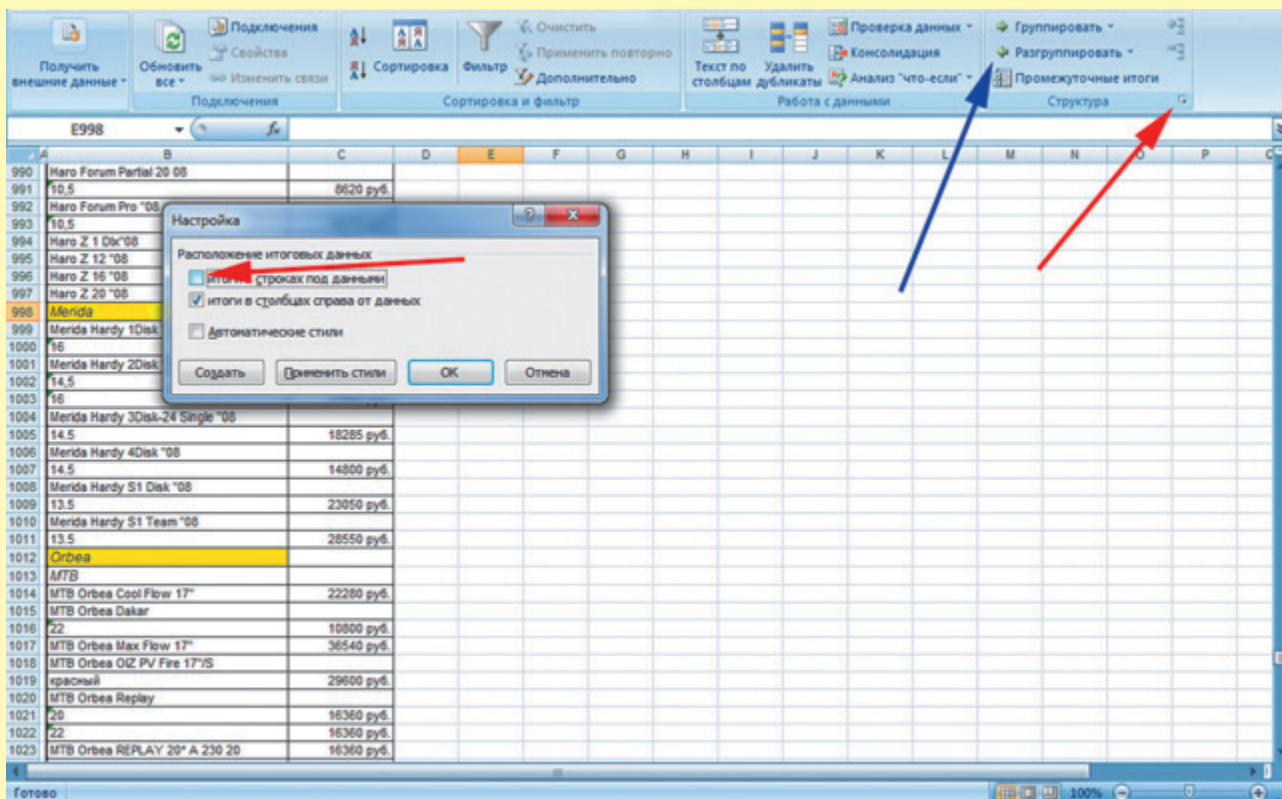 Получить внешние данные
Обновить все
Подключения
Свойства
Изменить связи
Подключения
Сортировка
Фильтр
Очистить
Применить повторно
Дополнительно
Сортировка и фильтр
Текст по столбцам
Удалить дубликаты
Проверка данных
Консолидация
Анализ "что-если"
Работа с данными
Группировать
Разгруппировать
Промежуточные итоги
Структура
E998
fx
A B C D E F G H I J K L M N O P
990 Haro Forum Partial 20 08
991 10,5 8620 руб.
992 Haro Forum Pro "08
993 10,5
994 Haro Z 1 Dlx"08
995 Haro Z 12 "08
996 Haro Z 16 "08
997 Haro Z 20 "08
998 Merida
999 Merida Hardy 1Disk
1000 16
1001 Merida Hardy 2Disk
1002 14,5
1003 16
1004 Merida Hardy 3Disk-24 Single "08
1005 14.5 18285 руб.
1006 Merida Hardy 4Disk "08
1007 14.5 14800 руб.
1008 Merida Hardy S1 Disk "08
1009 13.5 23050 руб.
1010 Merida Hardy S1 Team "08
1011 13.5 28550 руб.
1012 Orbea
1013 MTB
1014 MTB Orbea Cool Flow 17" 22280 руб.
1015 MTB Orbea Dakar
1016 22 10800 руб.
1017 MTB Orbea Max Flow 17" 36540 руб.
1018 MTB Orbea OIZ PV Fire 17"/S
1019 красный 29600 руб.
1020 MTB Orbea Replay
1021 20 16360 руб.
1022 22 16360 руб.
1023 MTB Orbea REPLAY 20" A 230 20 16360 руб.
Настройка
Расположение итоговых данных
итоги в строках под данными
итоги в столбцах справа от данных
Автоматические стили
Создать
Применить стили
OK
Отмена
Готово
100%